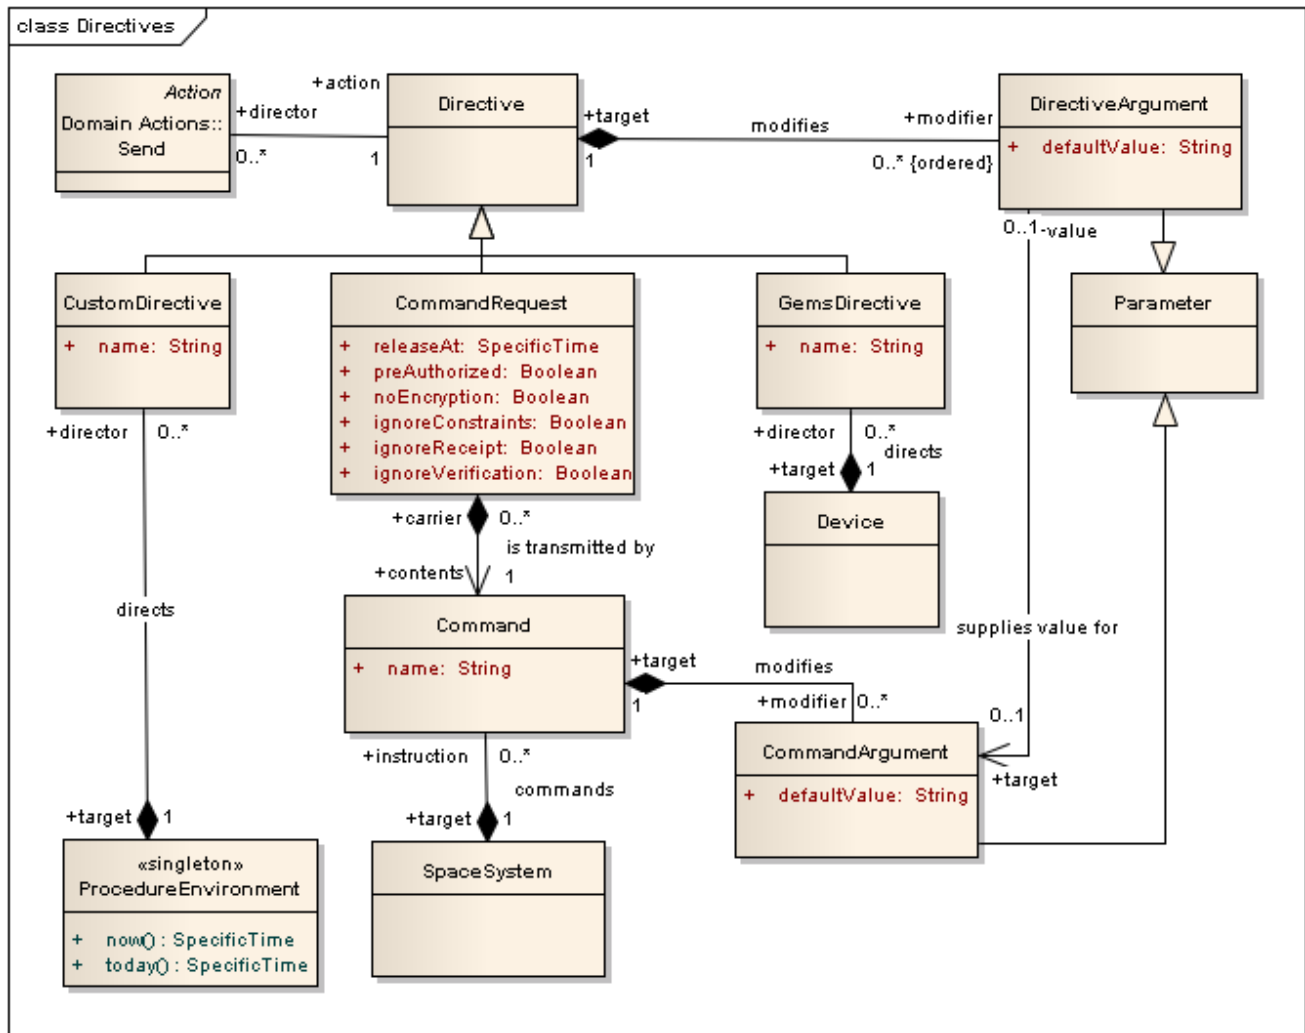 class Directives
Action
Domain Actions::
Send
+director
0..*
+action
1
Directive
+target
1
modifies
+modifier
0..* {ordered}
DirectiveArgument
+ defaultValue: String
0..1
-value
CustomDirective
+ name: String
+director 0..*
CommandRequest
+ releaseAt: SpecificTime
+ preAuthorized: Boolean
+ noEncryption: Boolean
+ ignoreConstraints: Boolean
+ ignoreReceipt: Boolean
+ ignoreVerification: Boolean
+carrier 0..*
is transmitted by
+contents 1
GemsDirective
+ name: String
+director 0..*
directs
+target 1
Device
Parameter
directs
supplies value for
Command
+ name: String
+target
1
modifies
+modifier 0..*
0..1
+target
CommandArgument
+ defaultValue: String
+instruction 0..*
commands
+target 1
SpaceSystem
+target 1
«singleton»
ProcedureEnvironment
+ now() : SpecificTime
+ today() : SpecificTime